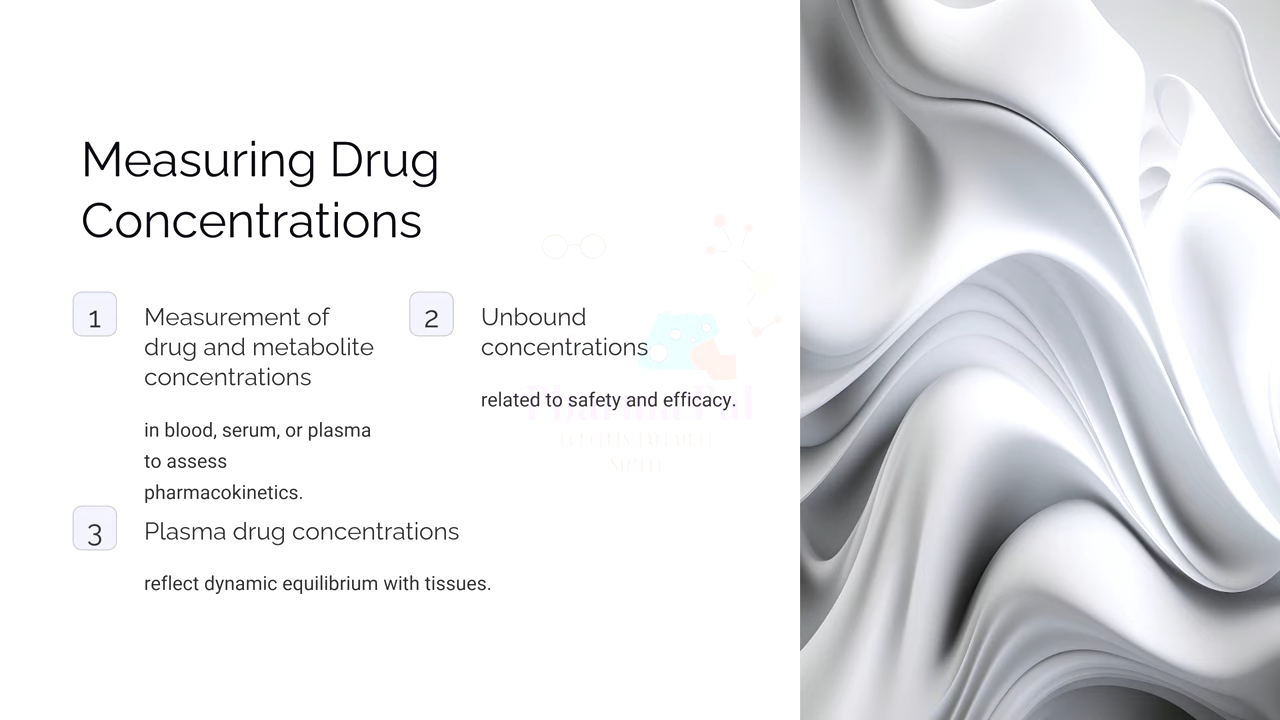 Measuring Drug
Concentrations
1
Measurement of
drug and metabolite
concentrations
in blood, serum, or plasma
to assess
pharmacokinetics.
2
Unbound
concentrations
related to safety and efficacy.
3
Plasma drug concentrations
reflect dynamic equilibrium with tissues.